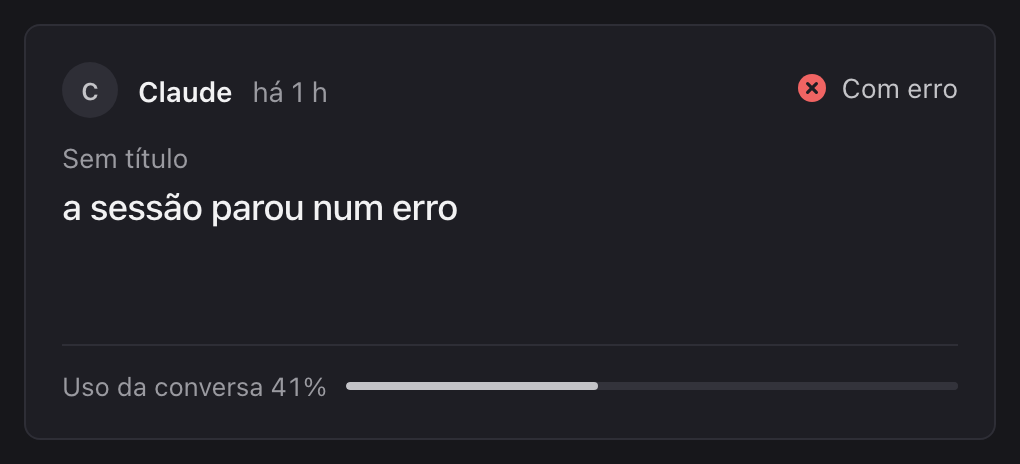 C
Claude há 1 h
Com erro
Sem título
a sessão parou num erro
Uso da conversa 41%